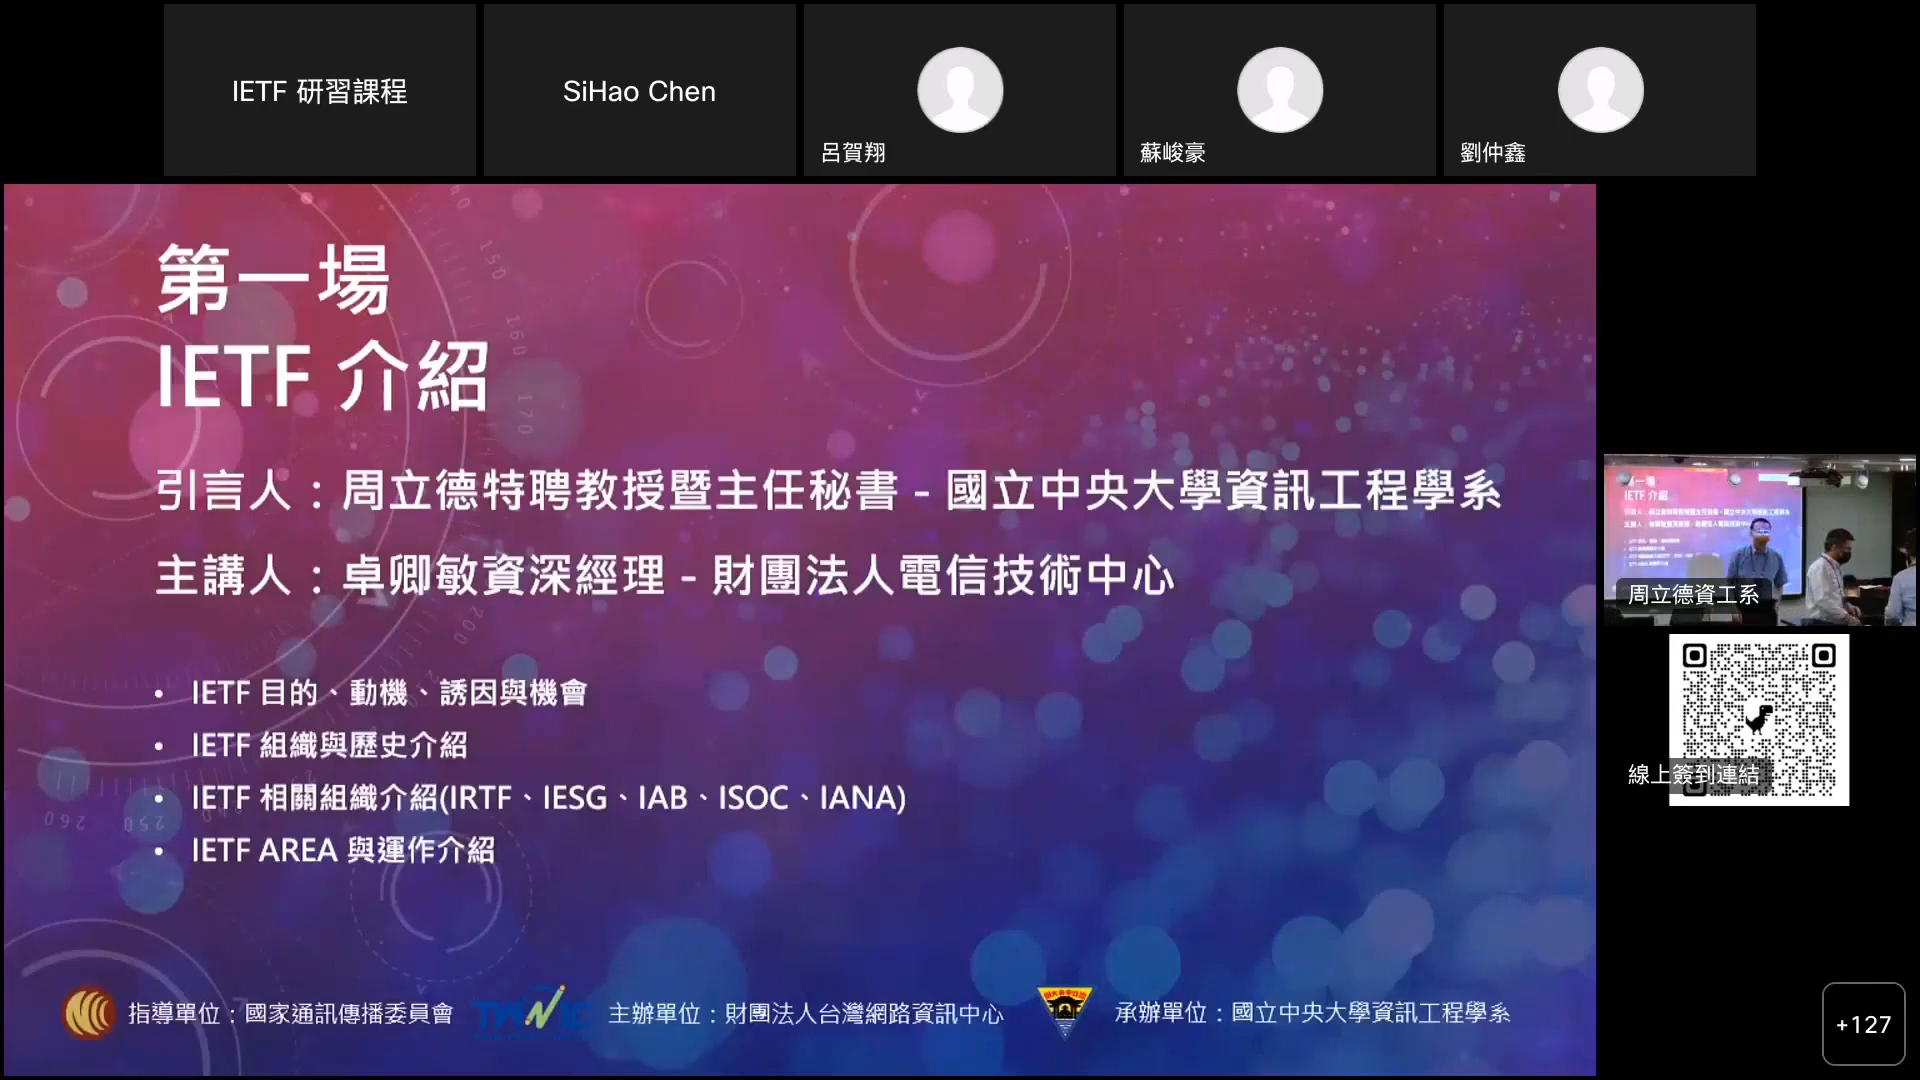 IETF 研習課程
SiHao Chen
呂賀翔
蘇峻豪
劉仲鑫
第一場
IETF 介紹
引言人：周立德特聘教授暨主任秘書 - 國立中央大學資訊工程學系
主講人：卓卿敏資深經理 - 財團法人電信技術中心
• IETF 目的、動機、誘因與機會
• IETF 組織與歷史介紹
• IETF 相關組織介紹(IRTF、IESG、IAB、ISOC、IANA)
• IETF AREA 與運作介紹
指導單位：國家通訊傳播委員會
TWNIC
主辦單位：財團法人台灣網路資訊中心
承辦單位：國立中央大學資訊工程學系
周立德資工系
線上簽到連結
+127